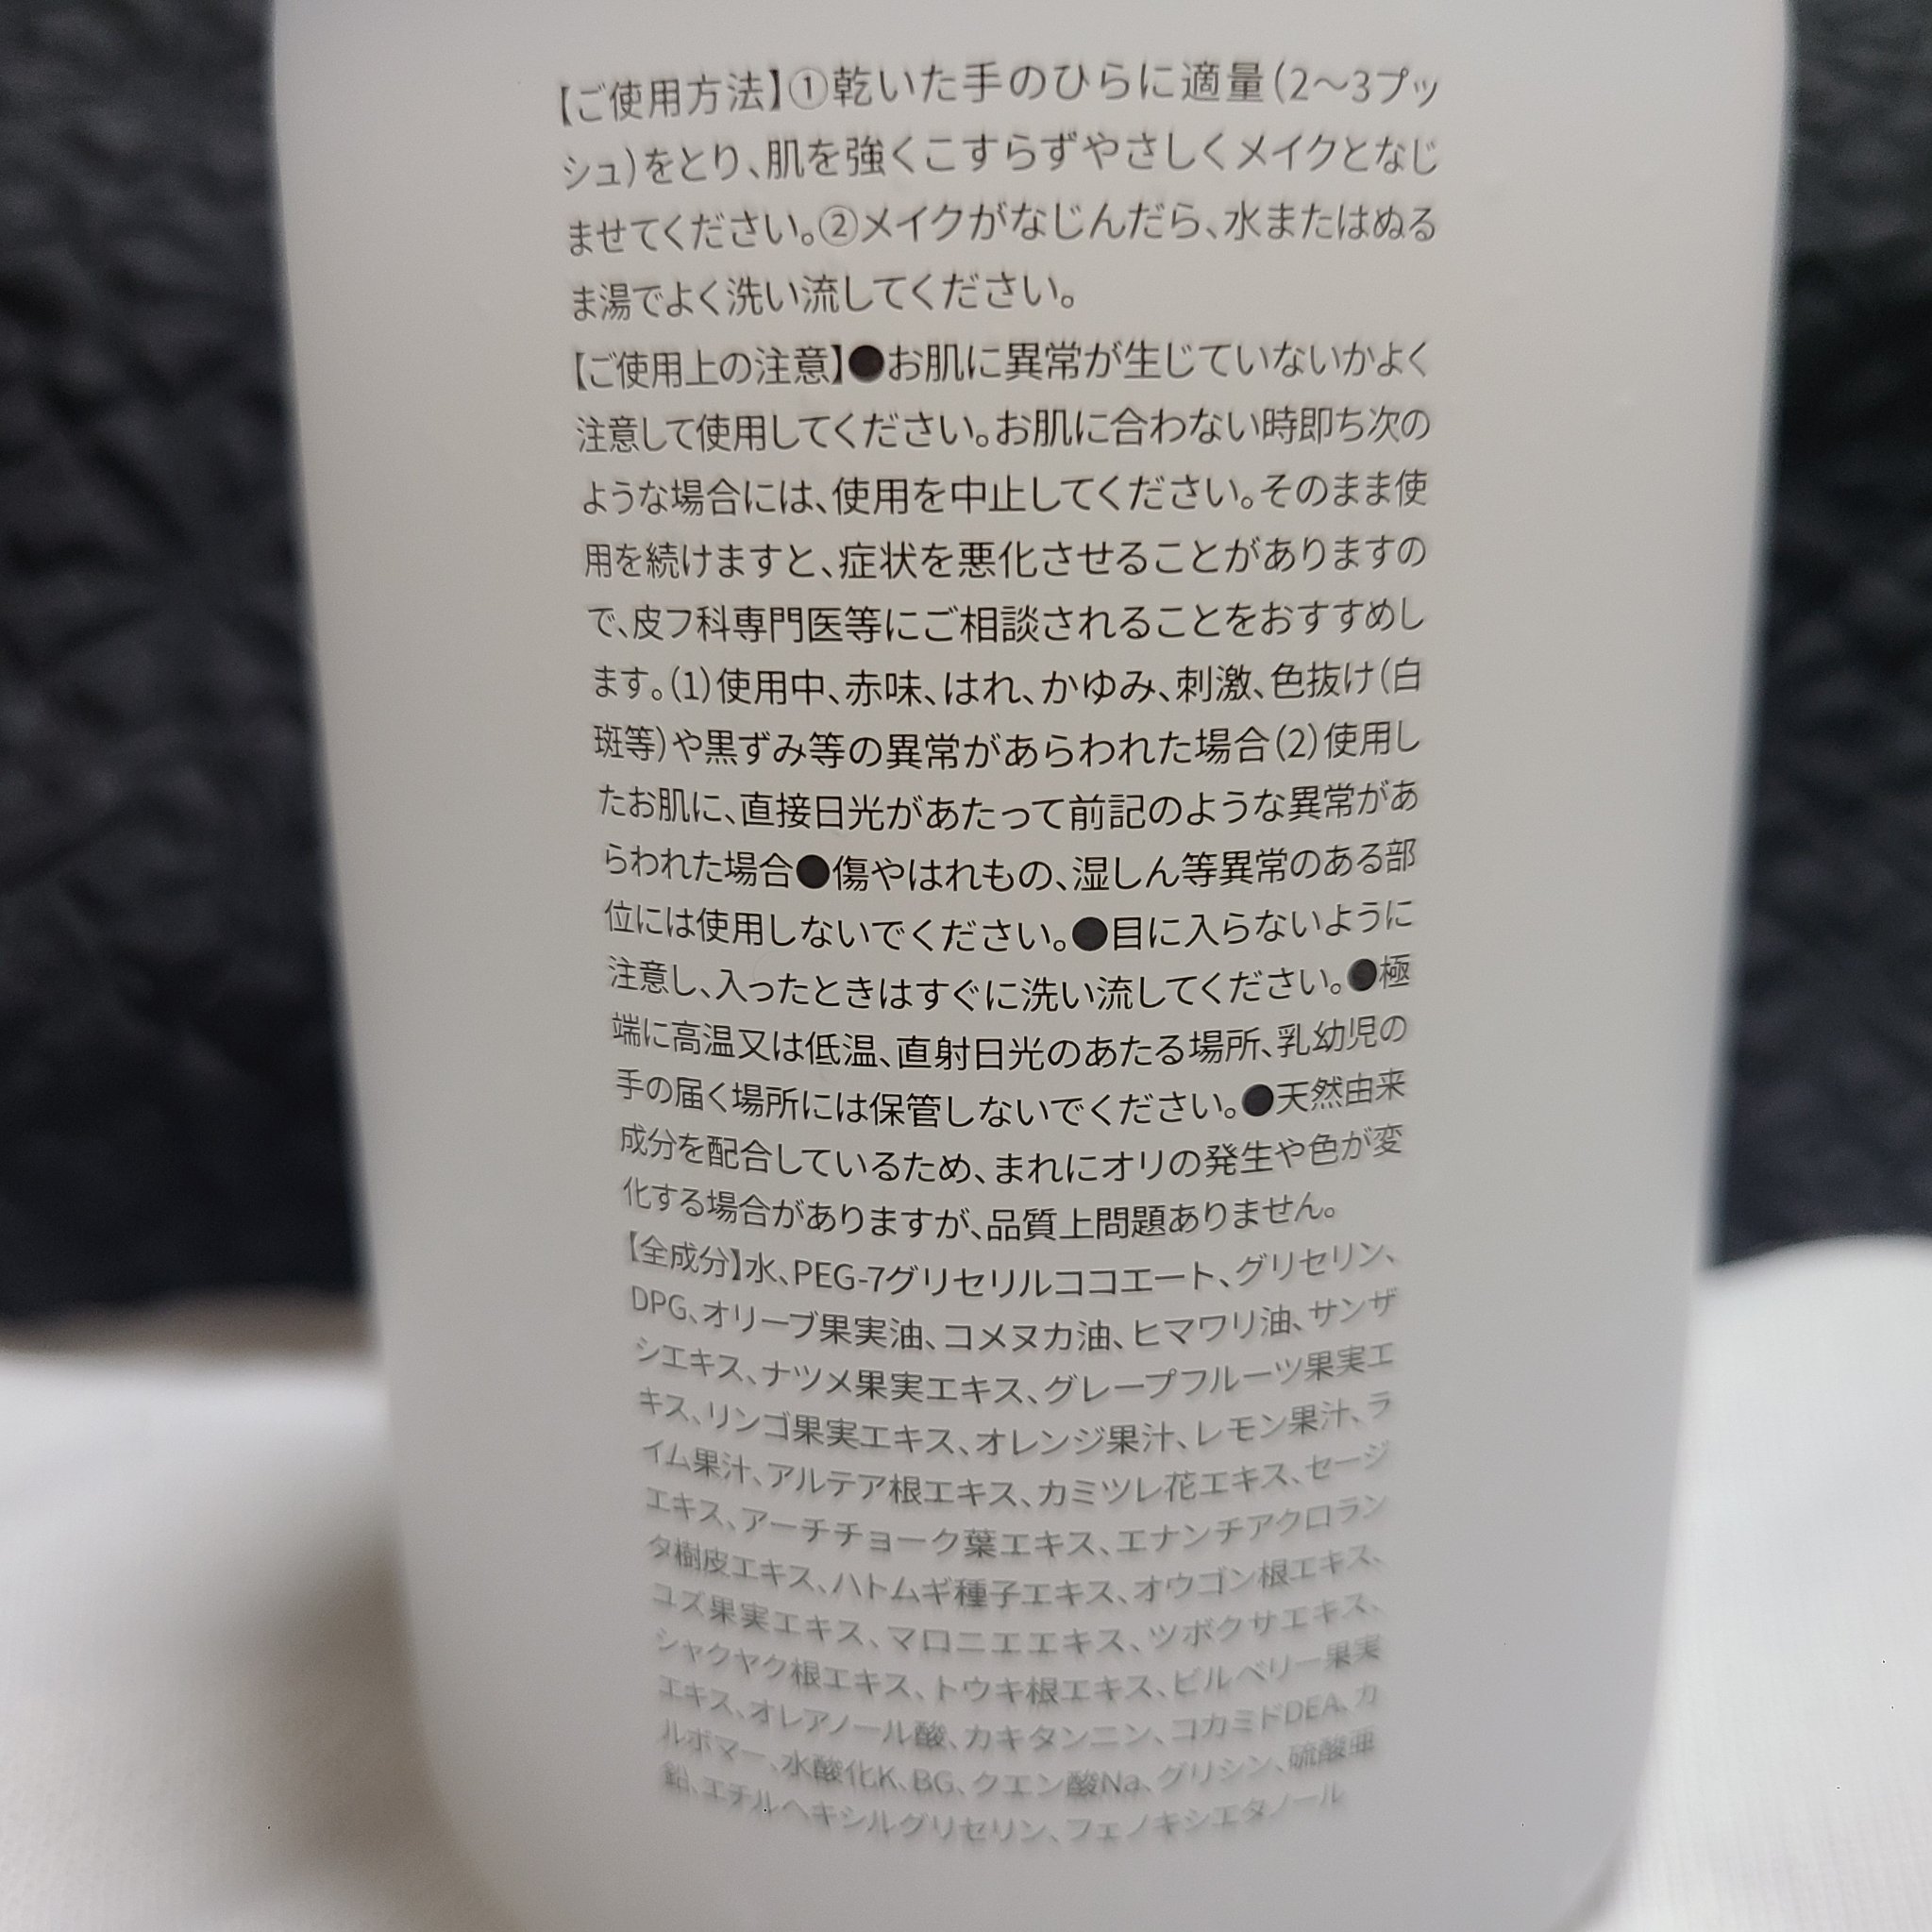 【ご使用方法】①乾いた手のひらに適量(2〜3プッ
シュ)をとり、肌を強くこすらずやさしくメイクとなじ
ませてください。②メイクがなじんだら、水またはぬる
ま湯でよく洗い流してください。
【ご使用上の注意】●お肌に異常が生じていないかよく
注意して使用してください。お肌に合わない時即ち次の
ような場合には、使用を中止してください。そのまま使
用を続けますと、症状を悪化させることがありますの
で、皮フ科専門医等にご相談されることをおすすめし
ます。(1)使用中、赤味、はれ、かゆみ、刺激、色抜け(白
斑等)や黒ずみ等の異常があらわれた場合(2)使用し
たお肌に、直接日光があたって前記のような異常があ
らわれた場合●傷やはれもの、湿しん等異常のある部
位には使用しないでください。●目に入らないように
注意し、入ったときはすぐに洗い流してください。●極
端に高温又は低温、直射日光のあたる場所、乳幼児の
手の届く場所には保管しないでください。●天然由来
成分を配合しているため、まれにオリの発生や色が変
化する場合がありますが、品質上問題ありません。
【全成分】水、PEG-7グリセリルココエート、グリセリン、
DPG、オリーブ果実油、コメヌカ油、ヒマワリ油、サンザ
シエキス、ナツメ果実エキス、グレープフルーツ果実エ
キス、リンゴ果実エキス、オレンジ果汁、レモン果汁、ラ
イム果汁、アルテア根エキス、カミツレ花エキス、セージ
エキス、アーチチョーク葉エキス、エナンチアクロラン
タ樹皮エキス、ハトムギ種子エキス、オウゴン根エキス、
ユズ果実エキス、マロニエエキス、ツボクサエキス、
シャクヤク根エキス、トウキ根エキス、ビルベリー果実
エキス、オレアノール酸、カキタンニン、コカミドDEA、カ
ルボマー、水酸化K、BG、クエン酸Na、グリシン、硫酸亜
鉛、エチルヘキシルグリセリン、フェノキシエタノール